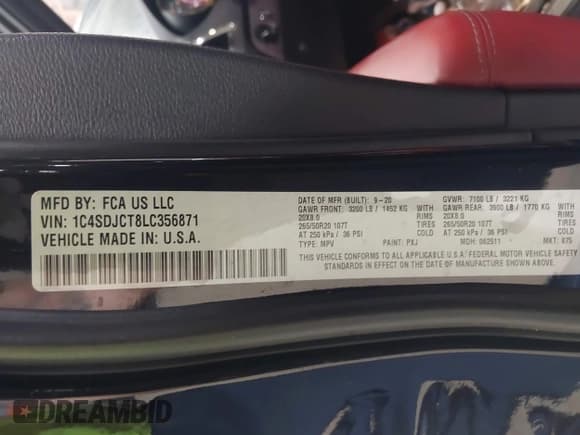 MFD BY: FCA US LLC
VIN: 1C4SDJCT8LC356871
VEHICLE MADE IN: U.S.A.
DATE OF MFR (BUILT): 9-20
GVWR: 7100 LB / 3221 KG
GAWR FRONT: 3200 LB / 1452 KG
GAWR REAR: 3900 LB / 1770 KG
20X8.0 RIMS 20X8.0 RIMS
265/50R20 107T TIRES 265/50R20 107T TIRES
AT 250 kPa / 36 PSI COLD AT 250 kPa / 36 PSI COLD
TYPE: MPV PAINT: PXJ MDH: 092511 MKT: 875
THIS VEHICLE CONFORMS TO ALL APPLICABLE U.S.A. FEDERAL MOTOR VEHICLE SAFETY
STANDARDS IN EFFECT ON THE DATE OF MANUFACTURE SHOWN ABOVE.
DREAMBID